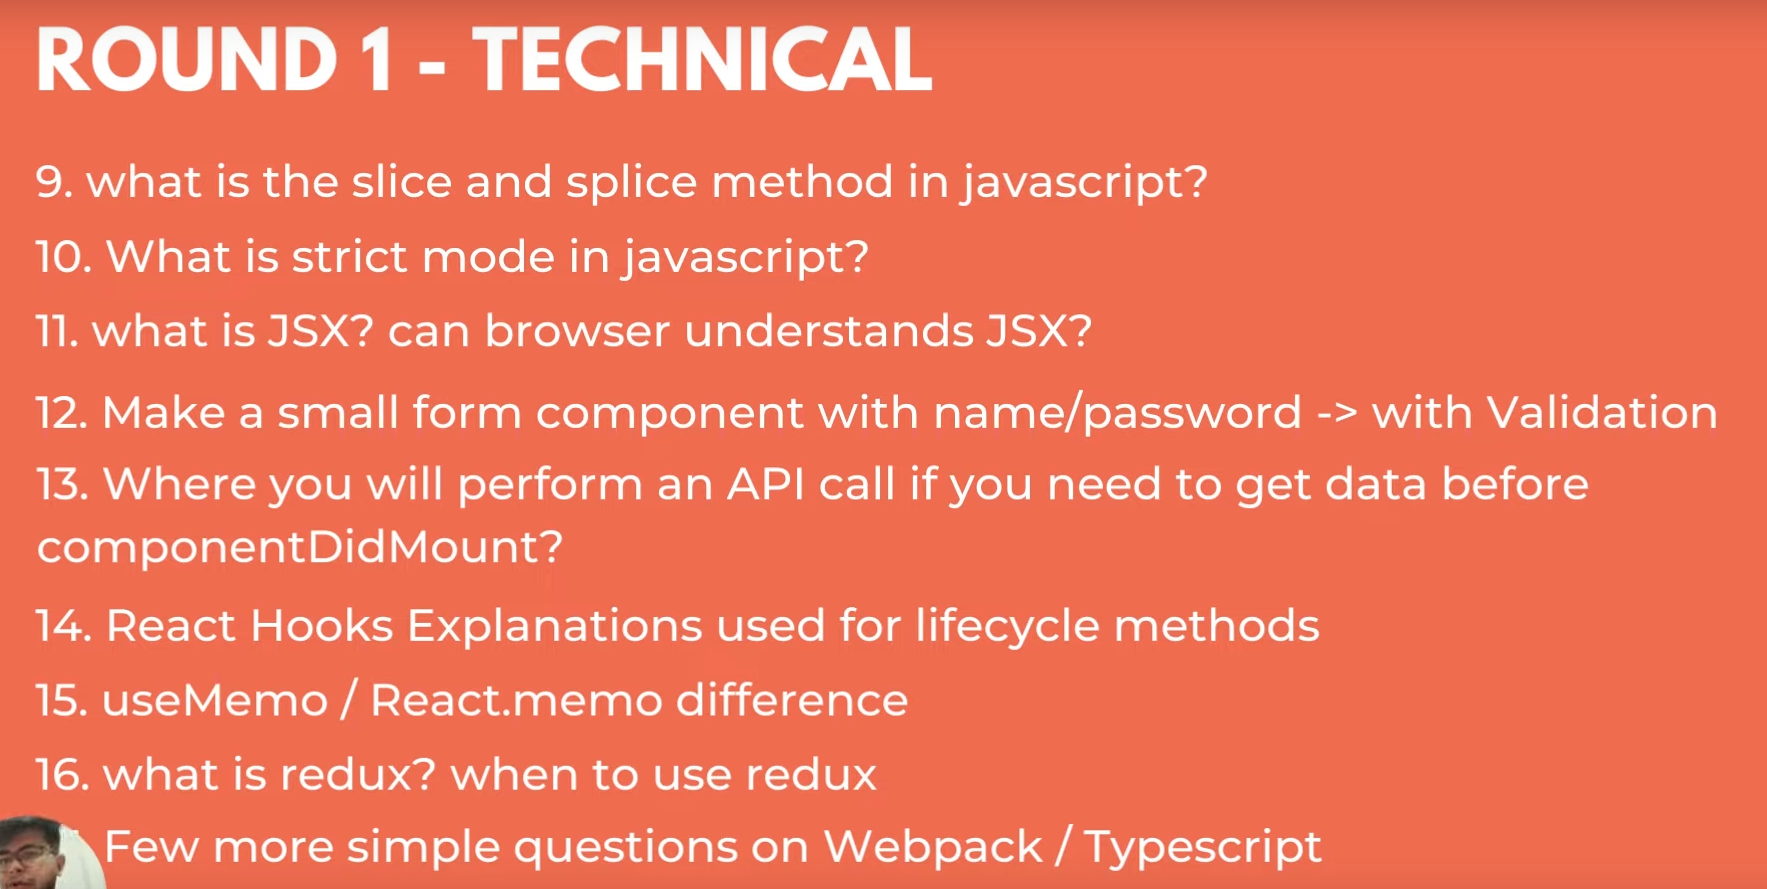 ROUND 1 - TECHNICAL
9. what is the slice and splice method in javascript?
10. What is strict mode in javascript?
11. what is JSX? can browser understands JSX?
12. Make a small form component with name/password -> with Validation
13. Where you will perform an API call if you need to get data before
componentDidMount?
14. React Hooks Explanations used for lifecycle methods
15. useMemo / React.memo difference
16. what is redux? when to use redux
Few more simple questions on Webpack / Typescript